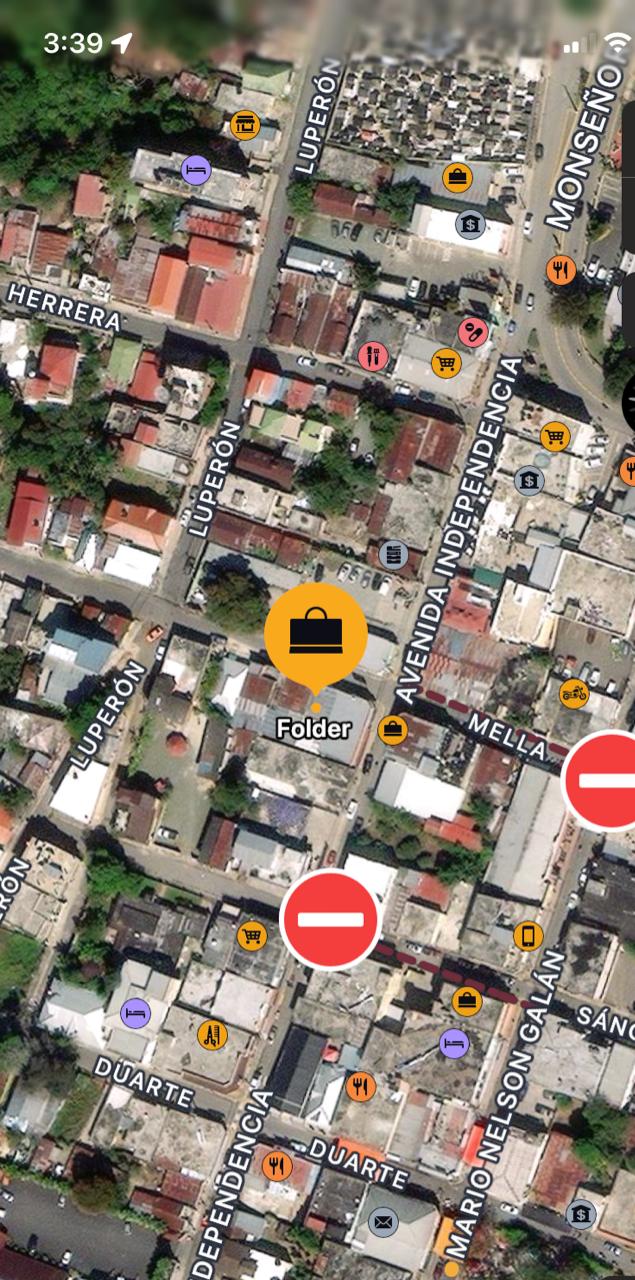 3:39
LUPERÓN
MONSEÑO
HERRERA
LUPERÓN
AVENIDA INDEPENDENCIA
LUPERÓN
Folder
MELLA
RÓN
SÁNC
DUARTE
DUARTE
DEPENDENCIA
MARIO NELSON GALÁN